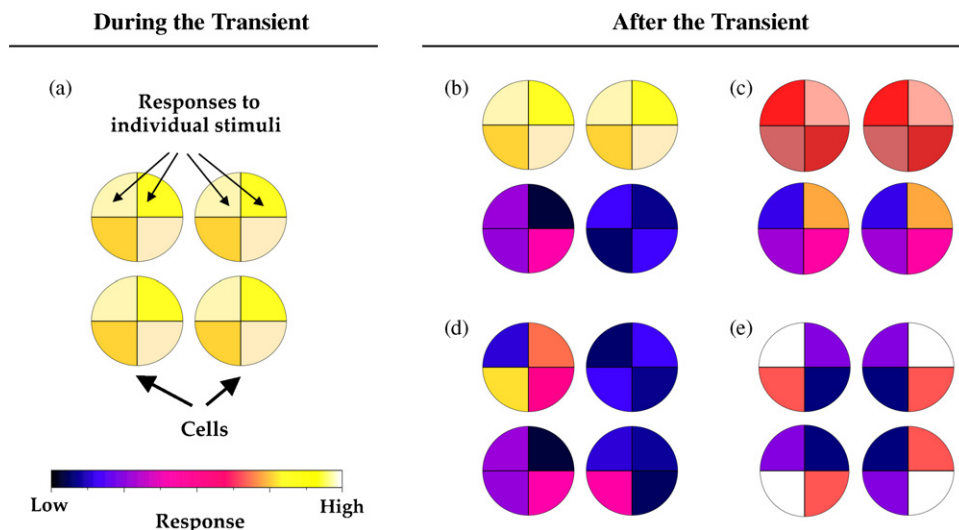 During the Transient
After the Transient
(a)
Responses to
individual stimuli
Cells
Low
High
Response
(b)
(c)
(d)
(e)